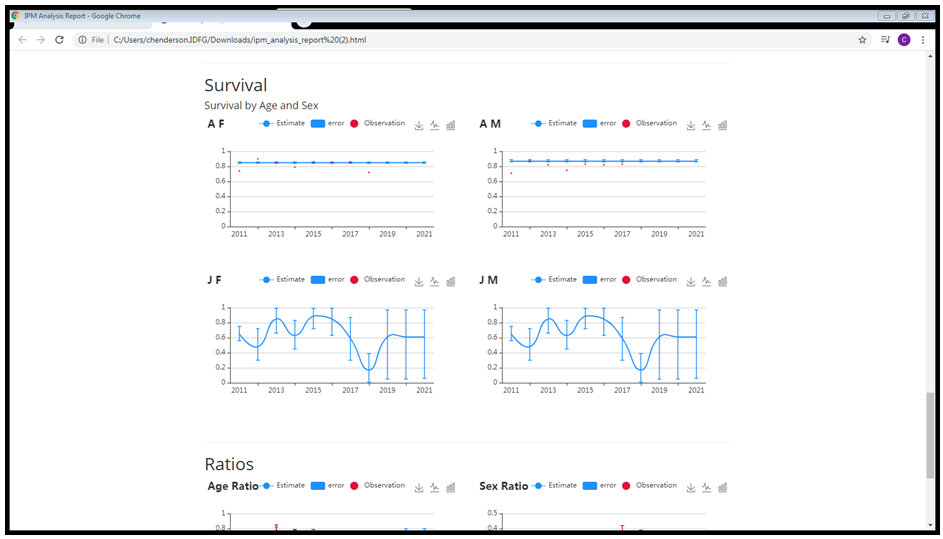 IPM Analysis Report - Google Chrome
File | C:/Users/chenderson.IDFG/Downloads/ipm_analysis_report%20(2).html
C
Survival
Survival by Age and Sex
A F Estimate error Observation
1
0.8
0.6
0.4
0.2
0
2011 2013 2015 2017 2019 2021
A M Estimate error Observation
1
0.8
0.6
0.4
0.2
0
2011 2013 2015 2017 2019 2021
J F Estimate error Observation
1
0.8
0.6
0.4
0.2
0
2011 2013 2015 2017 2019 2021
J M Estimate error Observation
1
0.8
0.6
0.4
0.2
0
2011 2013 2015 2017 2019 2021
Ratios
Age Ratio Estimate error Observation
1
0.8
Sex Ratio Estimate error Observation
0.5
0.4